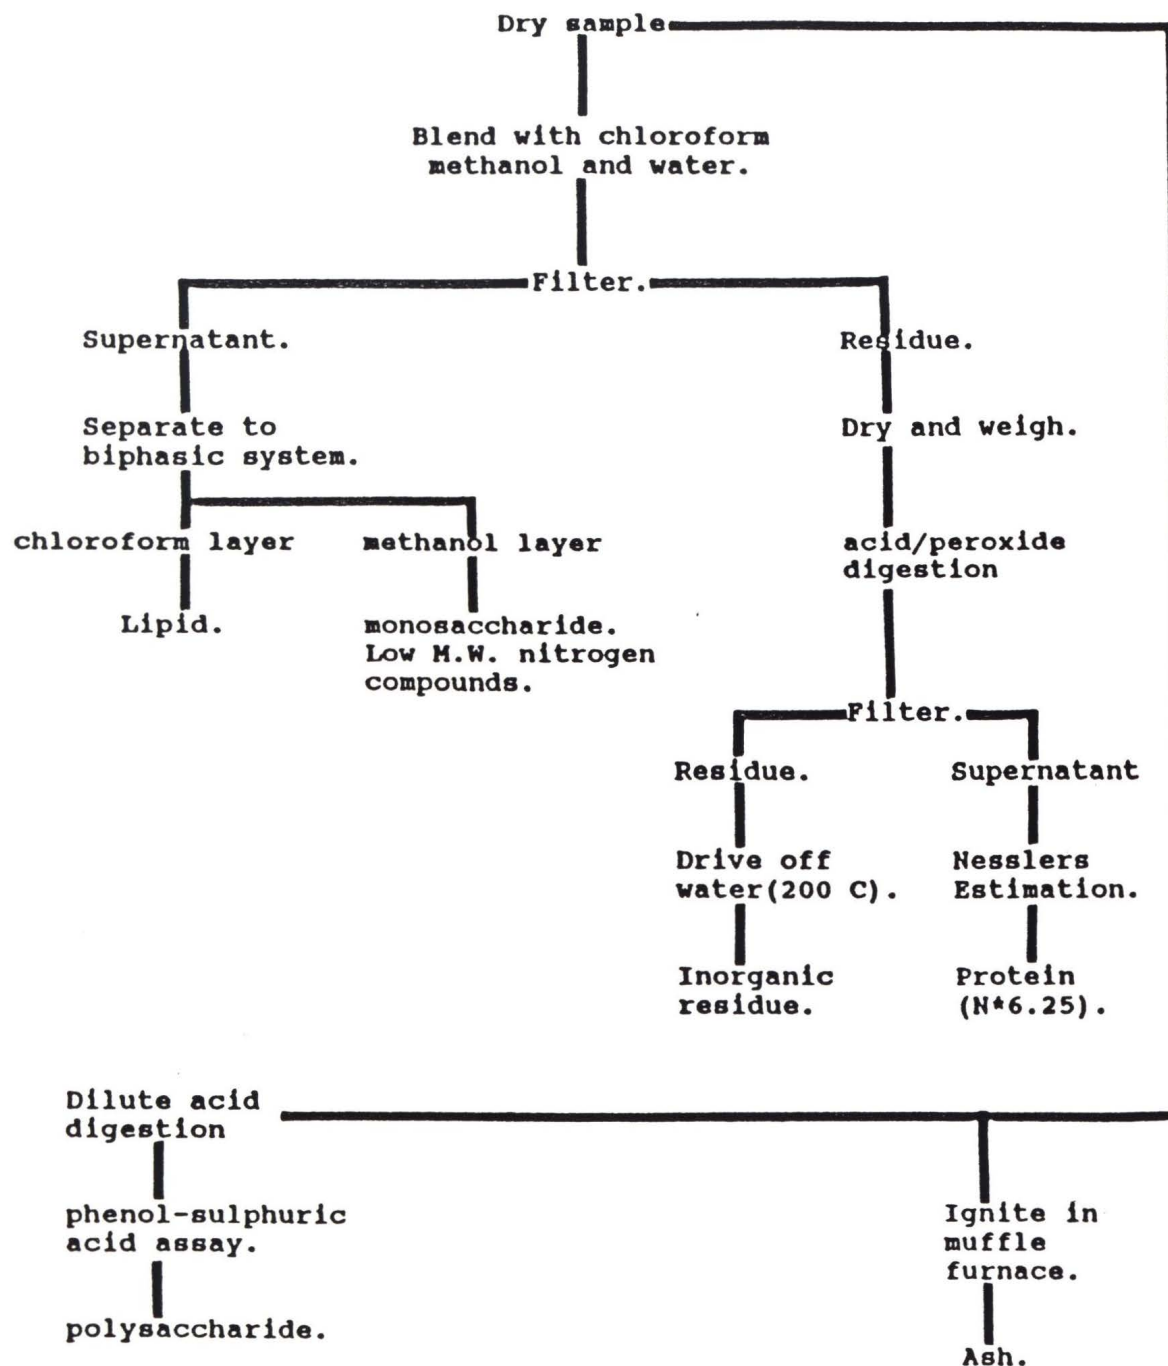 Dry sample
Blend with chloroform
methanol and water.
Filter.
Supernatant.
Residue.
Separate to
biphasic system.
Dry and weigh.
chloroform layer
methanol layer
acid/peroxide
digestion
Lipid.
monosaccharide.
Low M.W. nitrogen
compounds.
Filter.
Residue.
Supernatant
Drive off
water(200 C).
Nesslers
Estimation.
Inorganic
residue.
Protein
(N*6.25).
Dilute acid
digestion
phenol-sulphuric
acid assay.
Ignite in
muffle
furnace.
polysaccharide.
Ash.